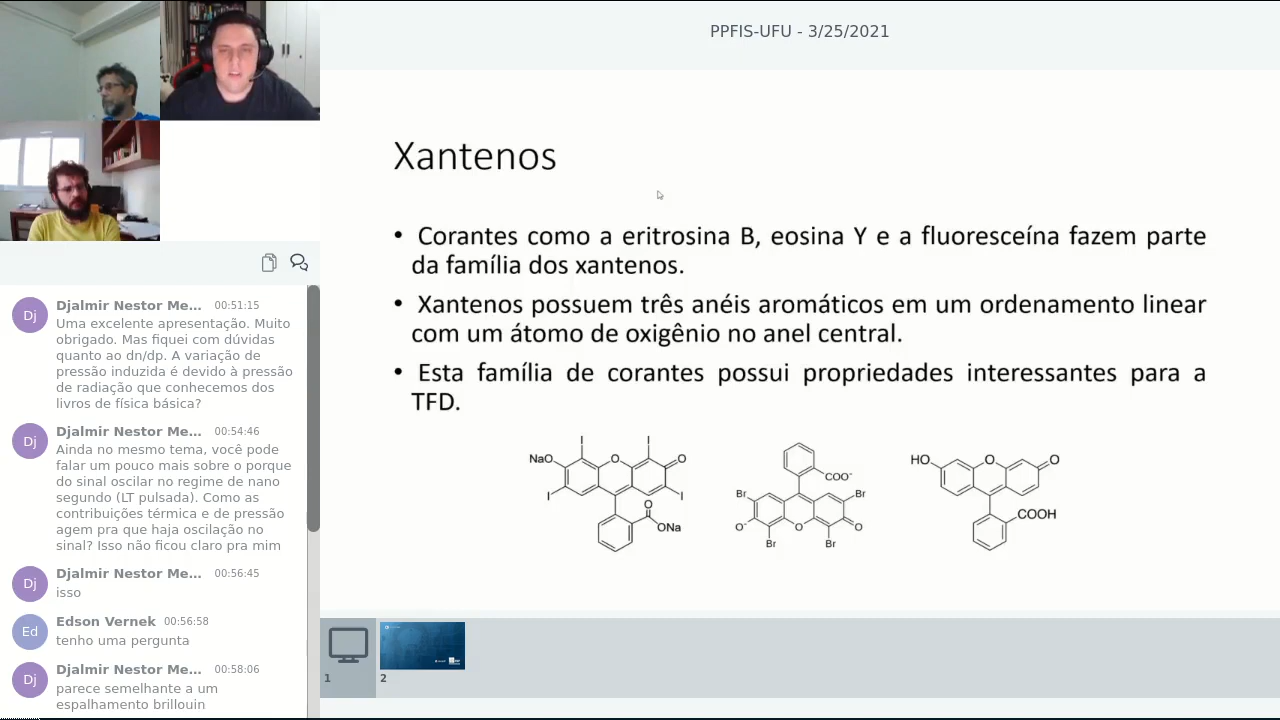 PPFIS-UFU - 3/25/2021
Xantenos
• Corantes como a eritrosina B, eosina Y e a fluoresceína fazem parte
da família dos xantenos.
• Xantenos possuem três anéis aromáticos em um ordenamento linear
com um átomo de oxigênio no anel central.
• Esta família de corantes possui propriedades interessantes para a
TFD.
I I
NaO O O
I I
O
ONa
COO⁻
Br Br
O⁻ O O
Br Br
HO O O
COOH
Dj Djalmir Nestor Me... 00:51:15
Uma excelente apresentação. Muito
obrigado. Mas fiquei com dúvidas
quanto ao dn/dp. A variação de
pressão induzida é devido à pressão
de radiação que conhecemos dos
livros de física básica?
Dj Djalmir Nestor Me... 00:54:46
Ainda no mesmo tema, você pode
falar um pouco mais sobre o porque
do sinal oscilar no regime de nano
segundo (LT pulsada). Como as
contribuições térmica e de pressão
agem pra que haja oscilação no
sinal? Isso não ficou claro pra mim
Dj Djalmir Nestor Me... 00:56:45
isso
Ed Edson Vernek 00:56:58
tenho uma pergunta
Dj Djalmir Nestor Me... 00:58:06
parece semelhante a um
espalhamento brillouin
1 2